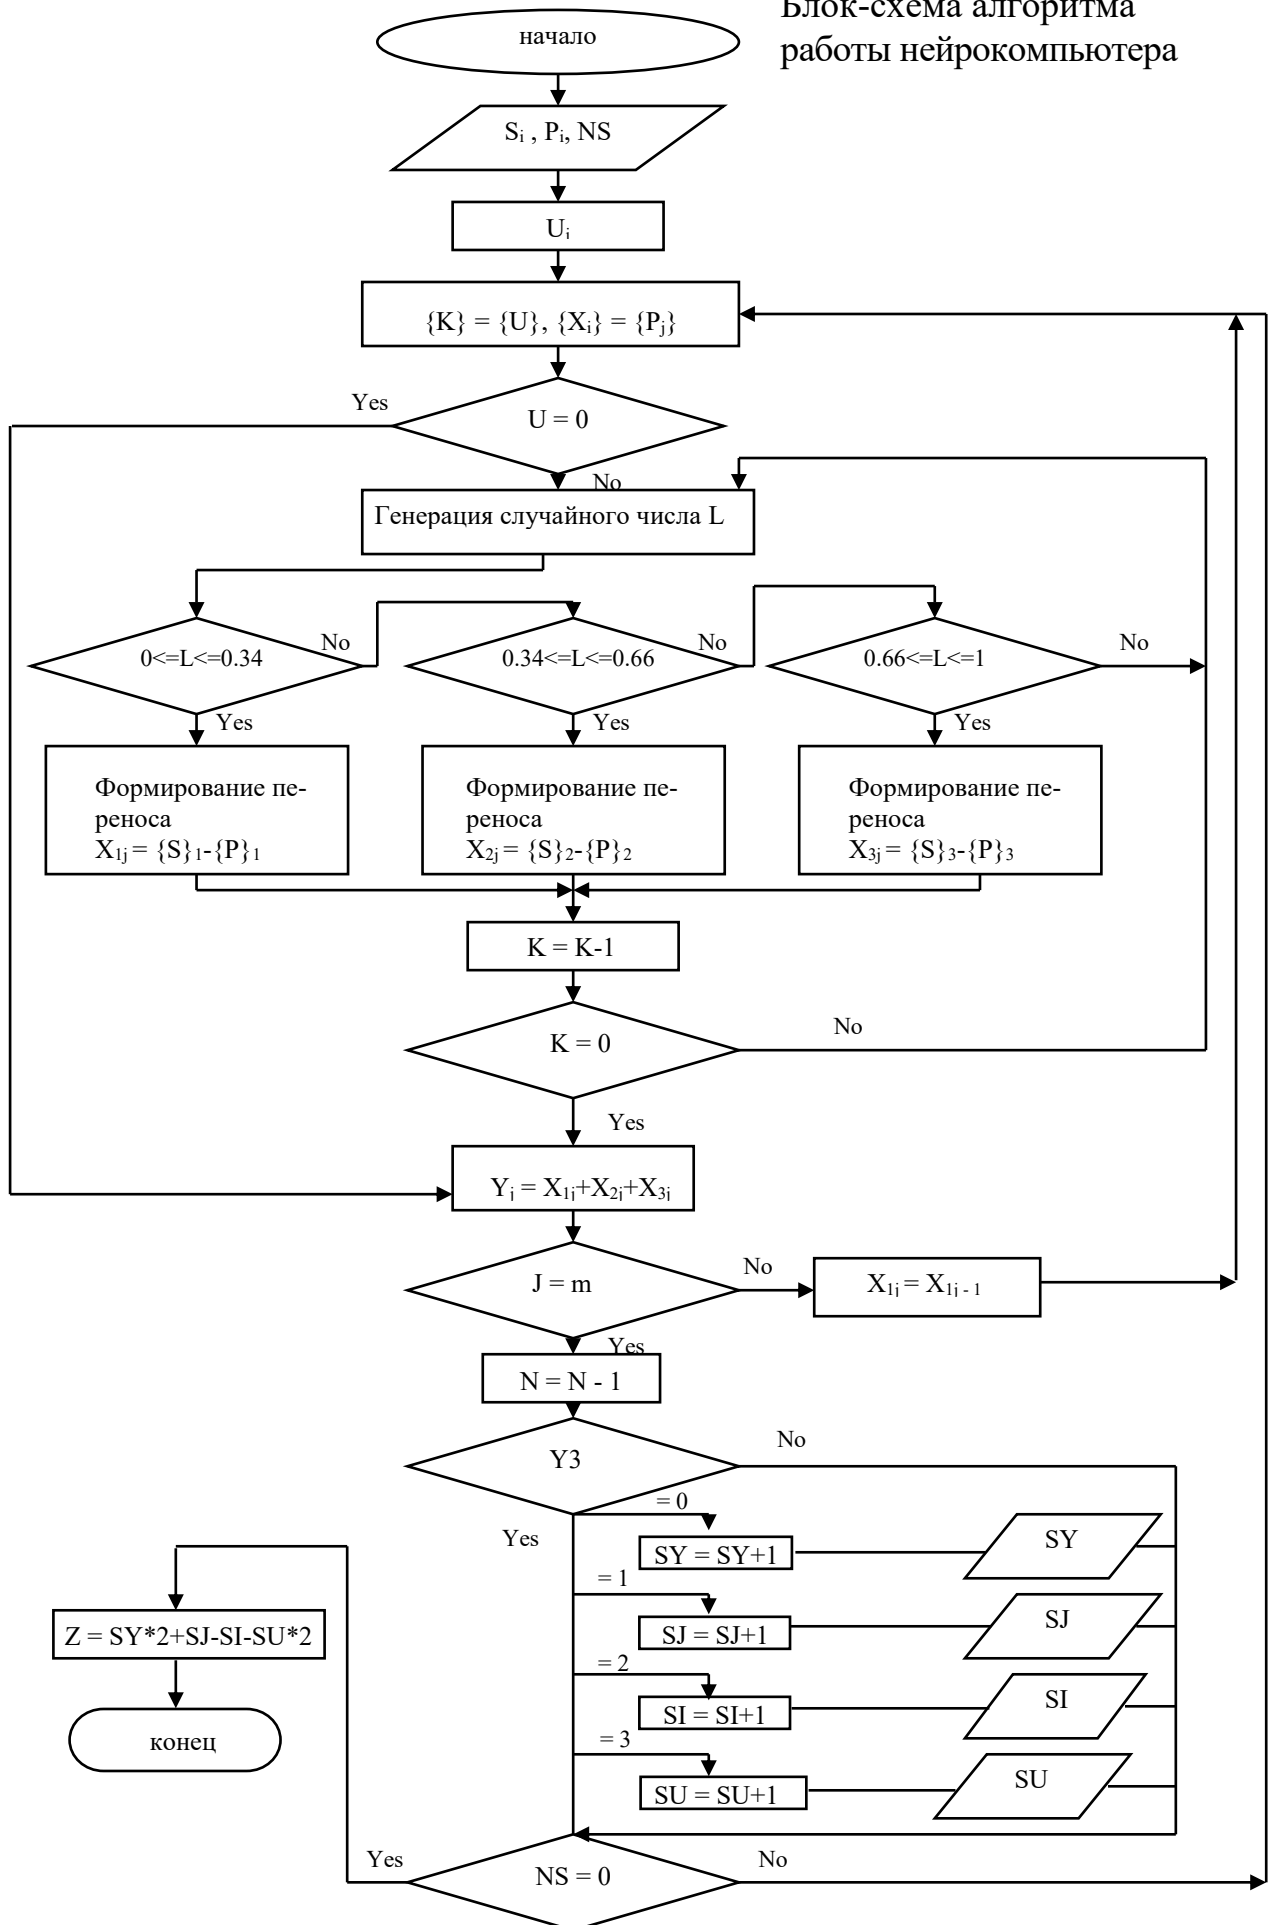 Блок-схема алгоритма
работы нейрокомпьютера
начало
Si , Pi, NS
Ui
{K} = {U}, {Xi} = {Pj}
Yes
U = 0
No
Генерация случайного числа L
0<=L<=0.34
No
0.34<=L<=0.66
No
0.66<=L<=1
No
Yes
Yes
Yes
Формирование пе-
реноса
X1j = {S}1-{P}1
Формирование пе-
реноса
X2j = {S}2-{P}2
Формирование пе-
реноса
X3j = {S}3-{P}3
K = K-1
K = 0
No
Yes
Yj = X1j+X2j+X3j
J = m
No
X1j = X1j - 1
Yes
N = N - 1
Y3
No
Yes
= 0
SY = SY+1
SY
= 1
SJ = SJ+1
SJ
= 2
SI = SI+1
SI
= 3
SU = SU+1
SU
Z = SY*2+SJ-SI-SU*2
конец
Yes
NS = 0
No